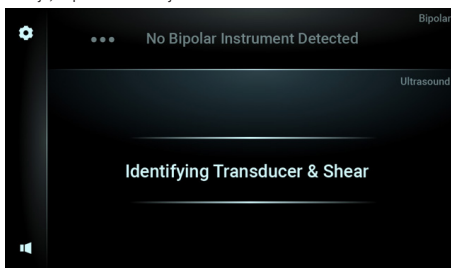 Bipolar
No Bipolar Instrument Detected
Ultrasound
Identifying Transducer & Shear